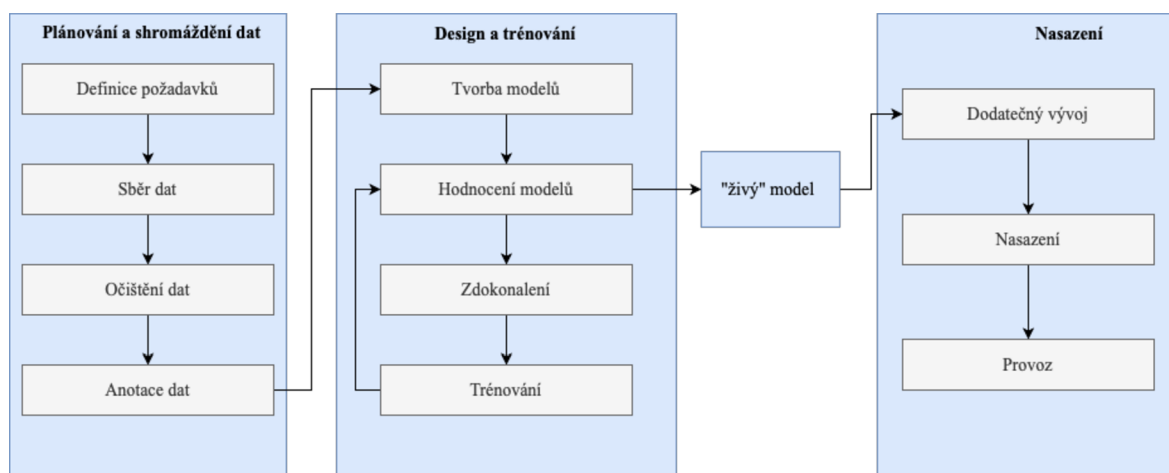 Plánování a shromáždění dat
Definice požadavků
Sběr dat
Očištění dat
Anotace dat
Design a trénování
Tvorba modelů
Hodnocení modelů
Zdokonalení
Trénování
"živý" model
Nasazení
Dodatečný vývoj
Nasazení
Provoz